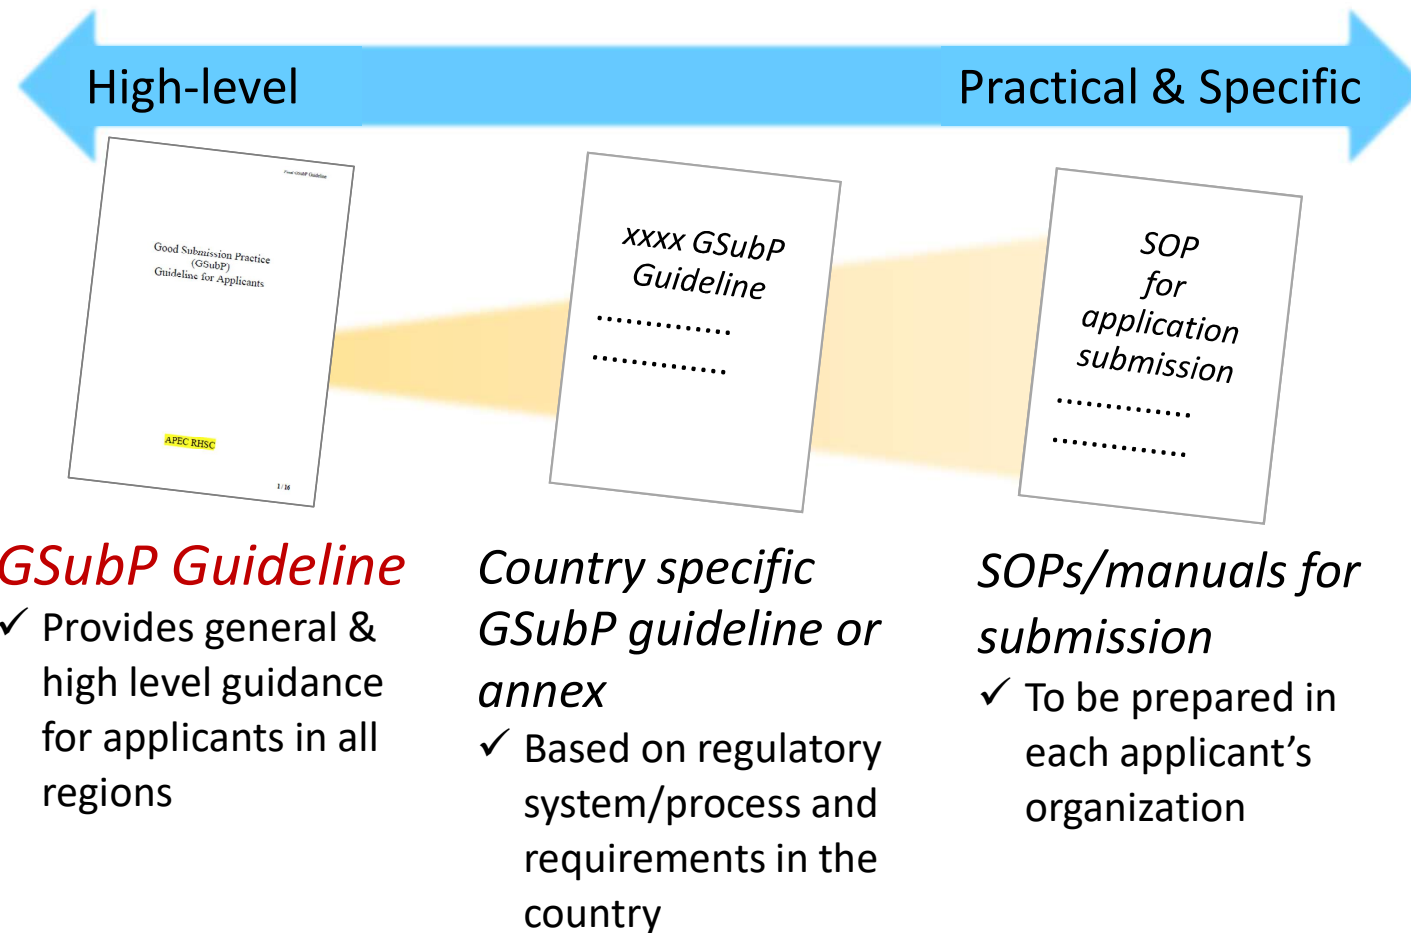 High-level
Practical & Specific
GSubP Guideline
Good Submission Practice
(GSubP)
Guideline for Applicants
APEC RHSC
1 / 16
xxxx GSubP
Guideline
..............
..............
SOP
for
application
submission
..............
..............
GSubP Guideline
✓ Provides general &
high level guidance
for applicants in all
regions
Country specific
GSubP guideline or
annex
✓ Based on regulatory
system/process and
requirements in the
country
SOPs/manuals for
submission
✓ To be prepared in
each applicant’s
organization